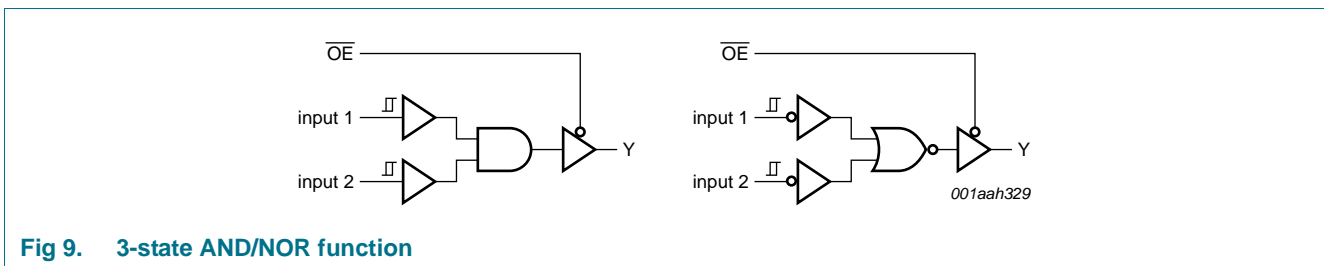 OE OE
input 1 input 1
Y Y
input 2 input 2
001aah329
Fig 9. 3-state AND/NOR function